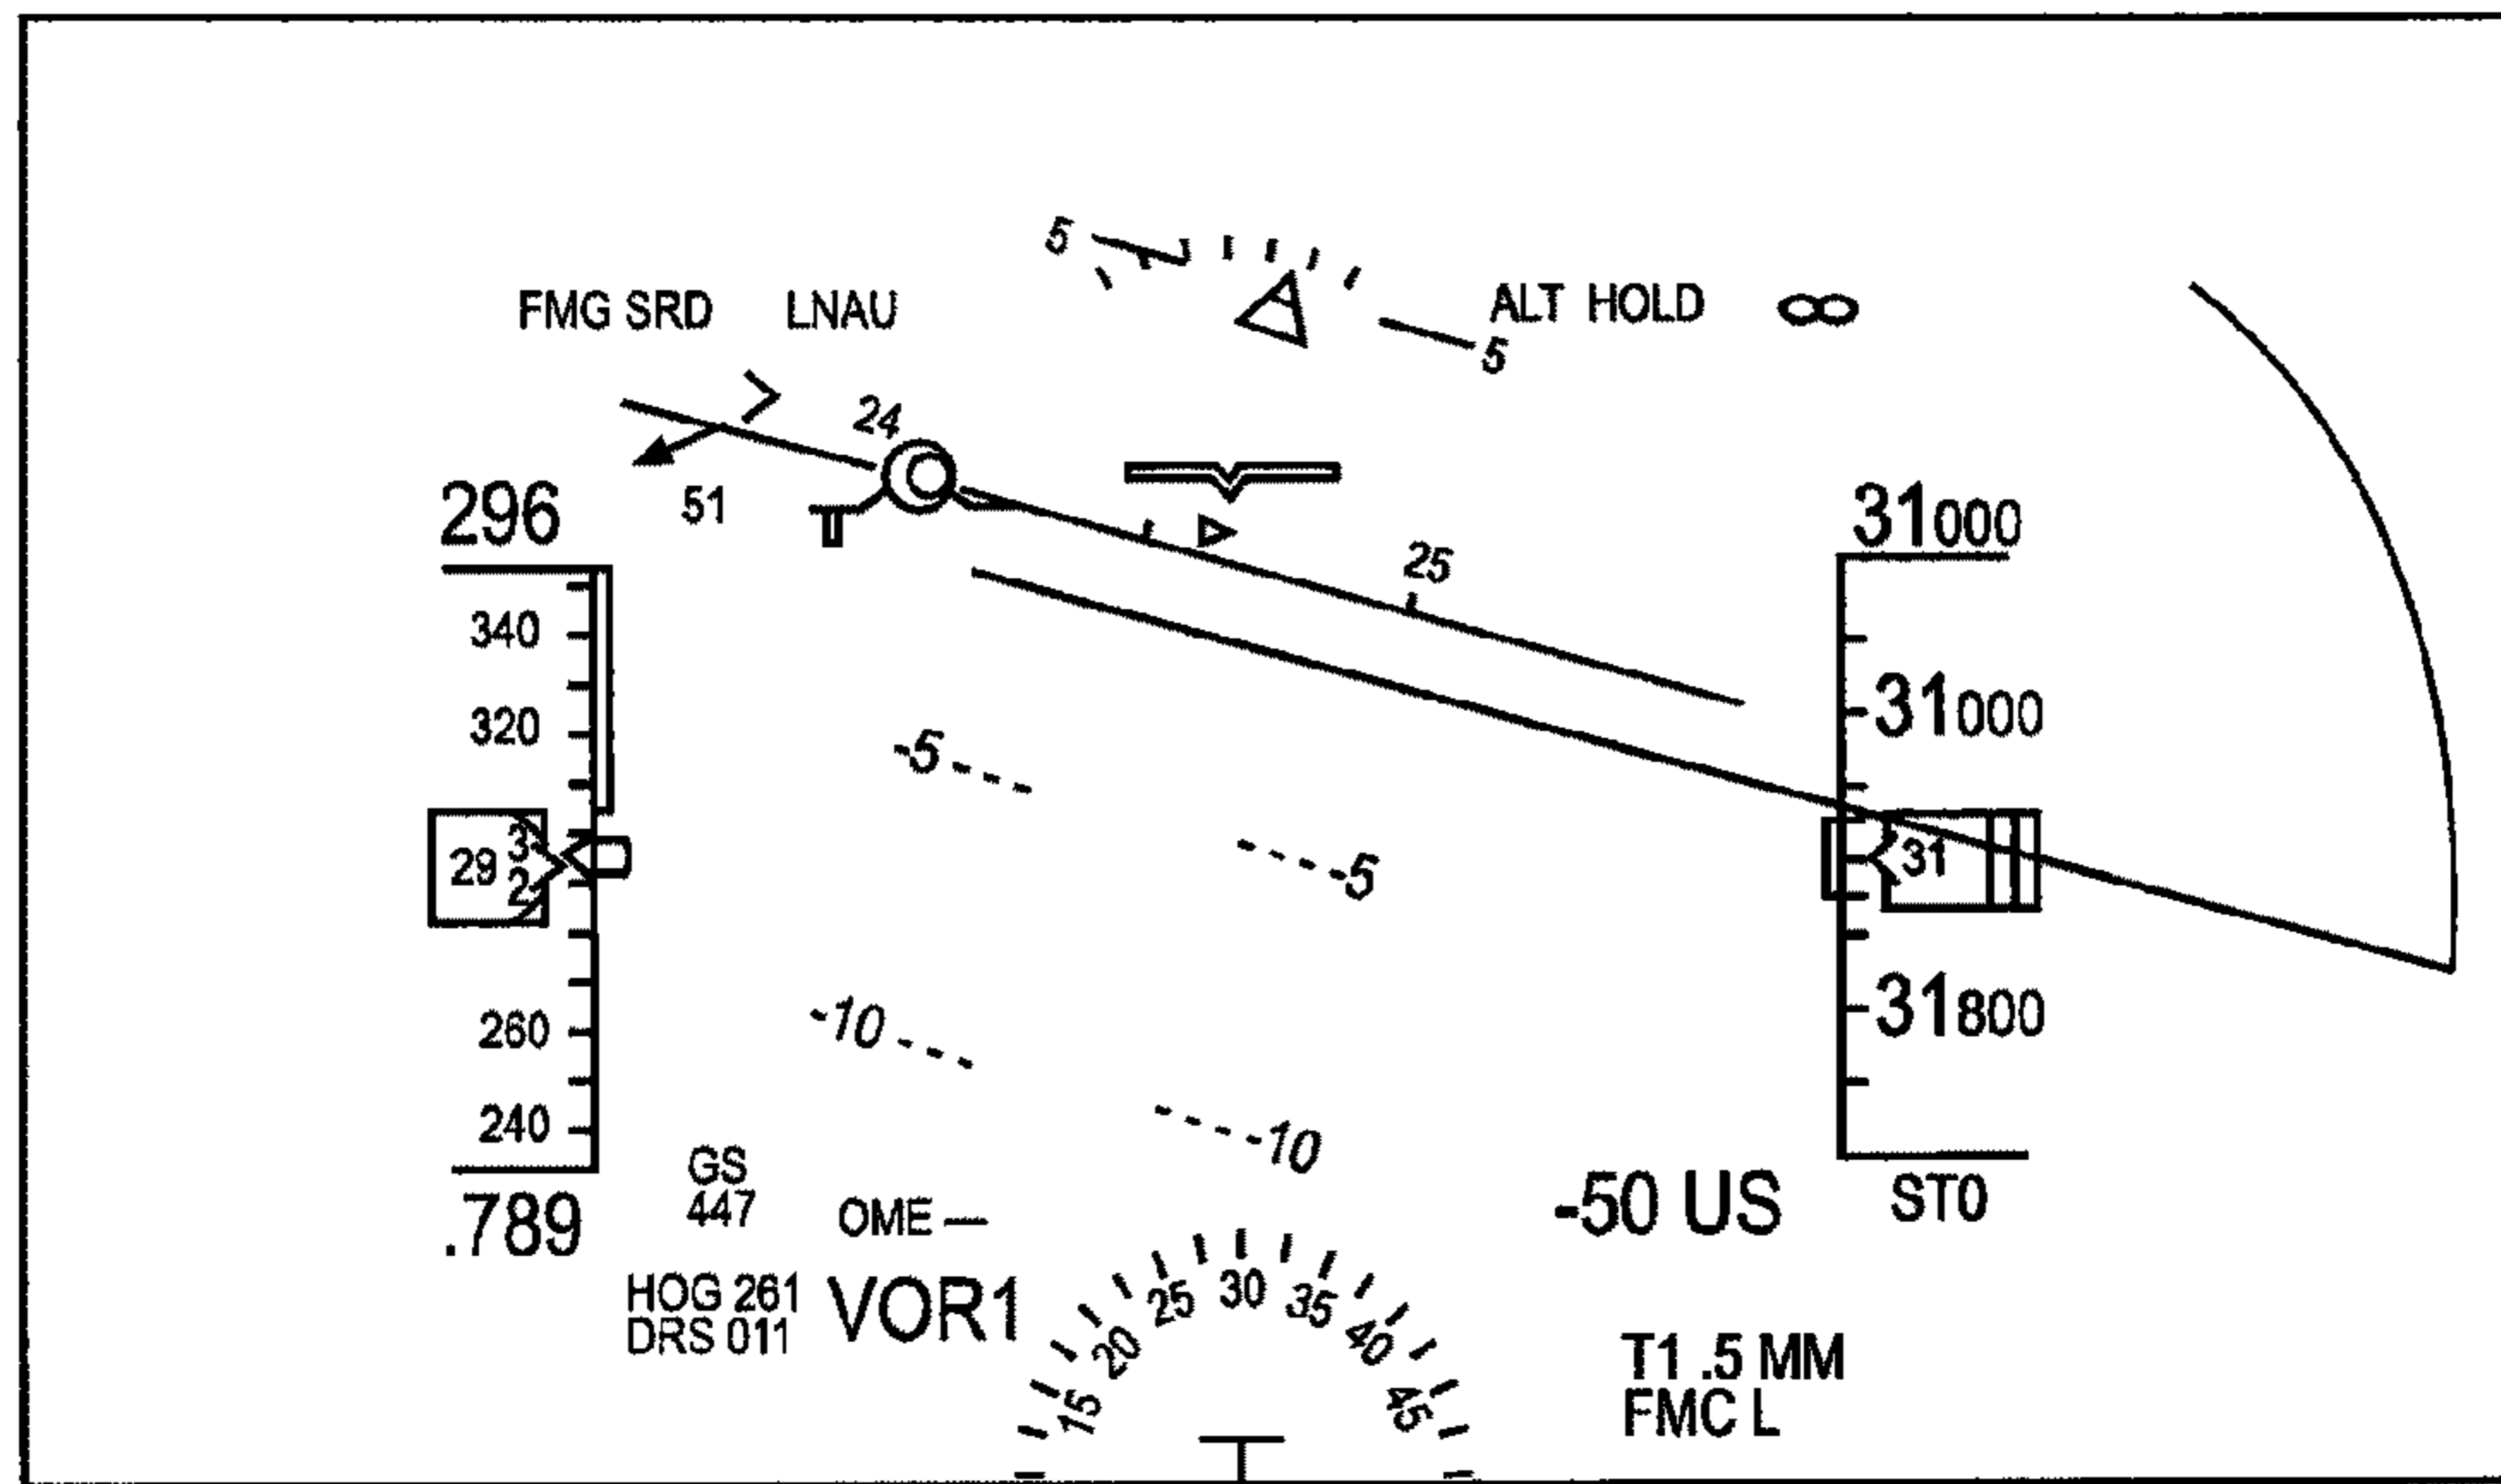 5
FMG SRD LNAU
ALT HOLD
5
24
296
51
31000
25
340
31000
320
-5
-5
29
3
2
31
-10
31800
260
240
-10
GS
447
OME —
-50 US
ST0
.789
HOG 261
DRS 011
VOR1
15 20 25 30 35 40 45
T1 .5 MM
FMC L